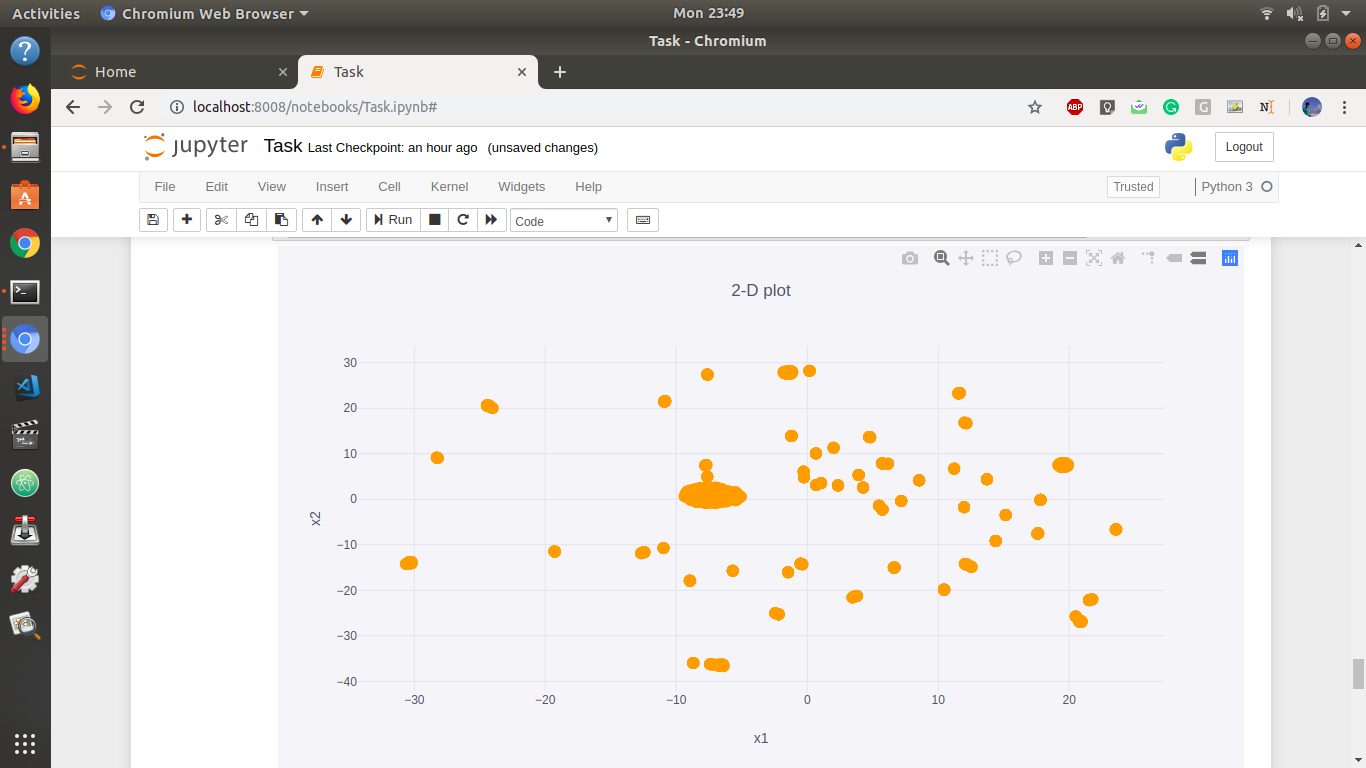 Activities Chromium Web Browser Mon 23:49
Task - Chromium
Home Task
localhost:8008/notebooks/Task.ipynb#
ABP
jupyter Task Last Checkpoint: an hour ago (unsaved changes) Logout
File Edit View Insert Cell Kernel Widgets Help Trusted Python 3
Run Code
2-D plot
30
20
10
0
−10
−20
−30
−40
x2
−30 −20 −10 0 10 20
x1